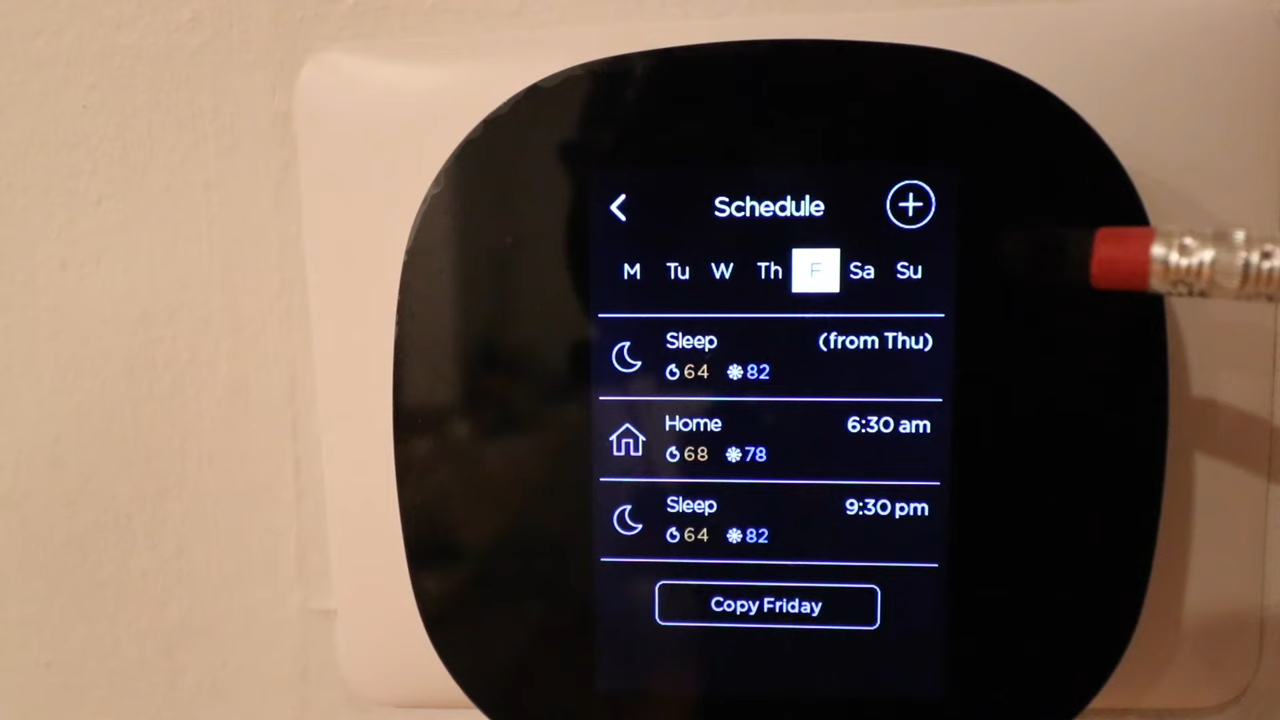 Schedule
M Tu W Th F Sa Su
Sleep (from Thu)
64 82
Home 6:30 am
68 78
Sleep 9:30 pm
64 82
Copy Friday